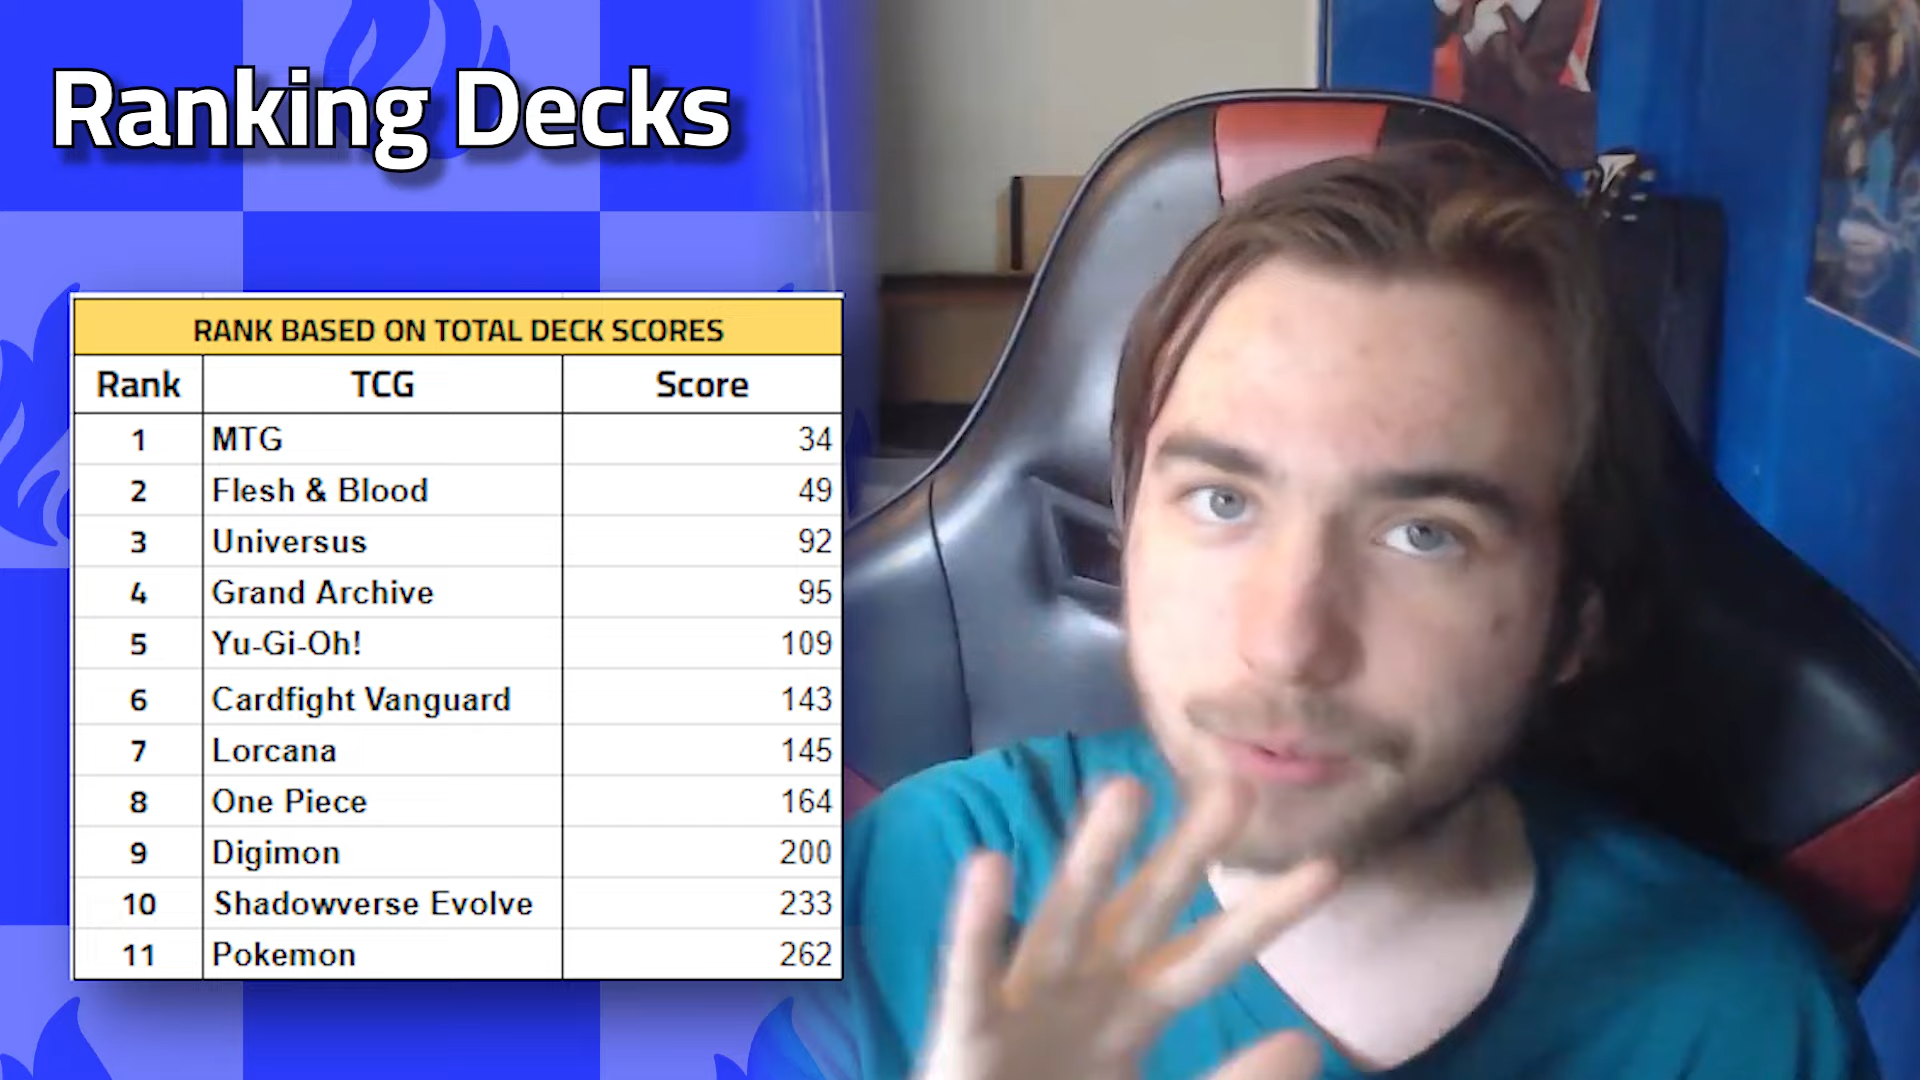 Ranking Decks
RANK BASED ON TOTAL DECK SCORES
Rank TCG Score
1 MTG 34
2 Flesh & Blood 49
3 Universus 92
4 Grand Archive 95
5 Yu-Gi-Oh! 109
6 Cardfight Vanguard 143
7 Lorcana 145
8 One Piece 164
9 Digimon 200
10 Shadowverse Evolve 233
11 Pokemon 262